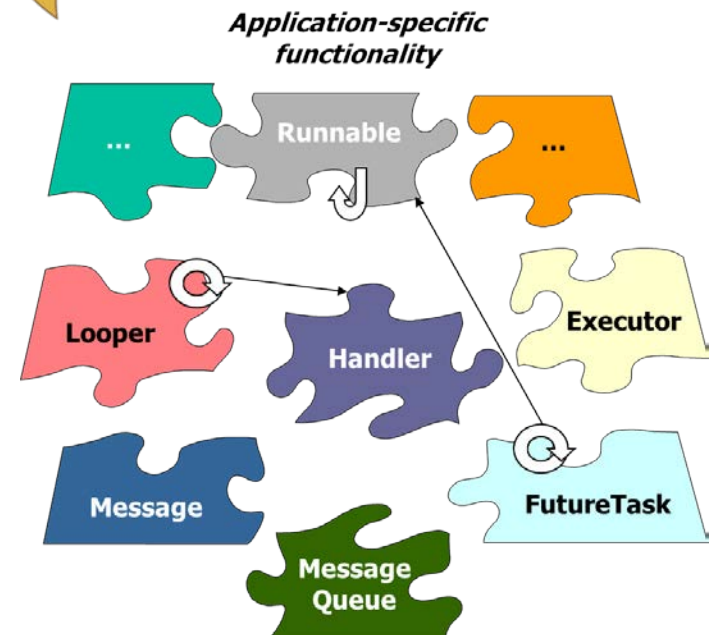 Application-specific
functionality
...
Runnable
...
Looper
Handler
Executor
Message
FutureTask
Message
Queue